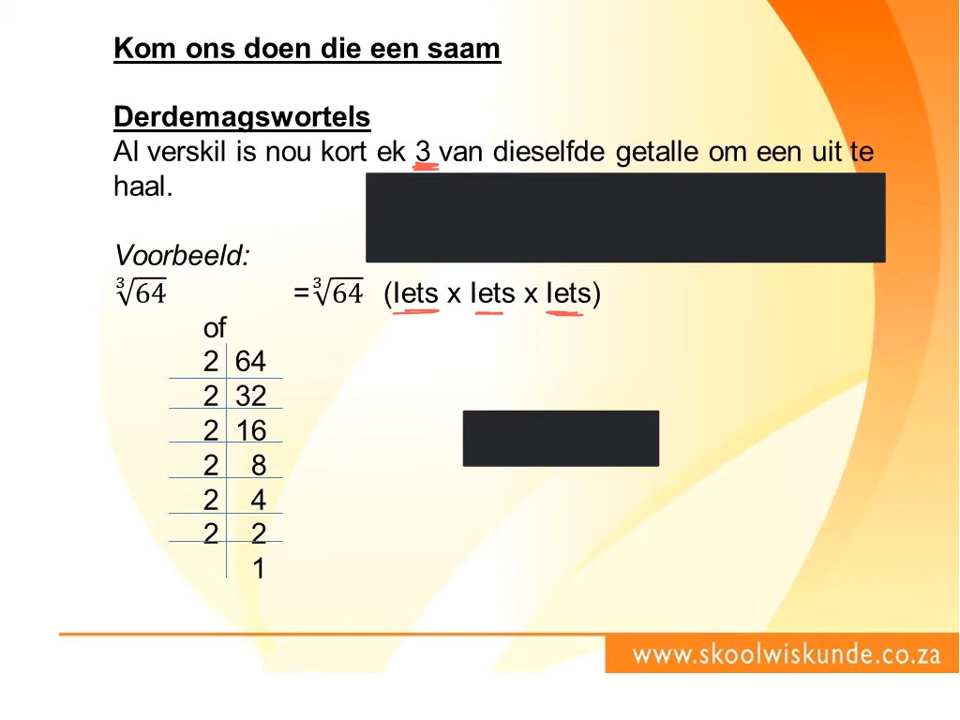 Kom ons doen die een saam
Derdemagswortels
Al verskil is nou kort ek 3 van dieselfde getalle om een uit te
haal.
Voorbeeld:
∛64 =∛64 (Iets x Iets x Iets)
of
2 64
2 32
2 16
2 8
2 4
2 2
1
www.skoolwiskunde.co.za